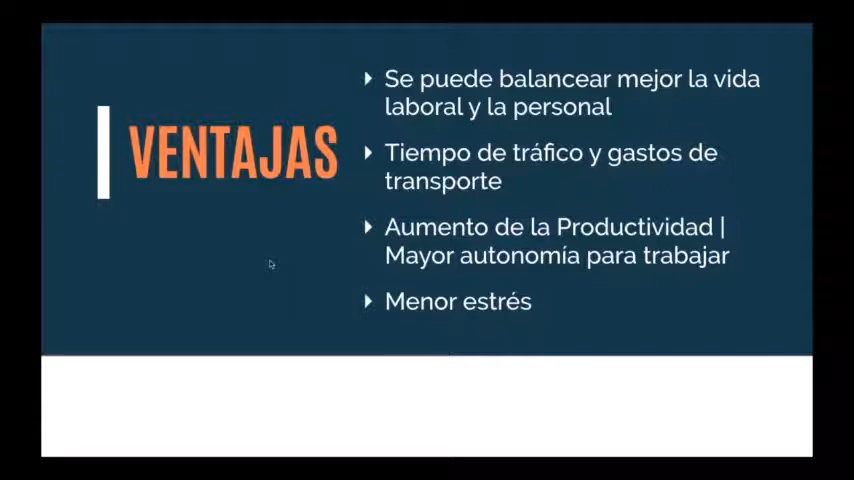 VENTAJAS
Se puede balancear mejor la vida
laboral y la personal
Tiempo de tráfico y gastos de
transporte
Aumento de la Productividad |
Mayor autonomía para trabajar
Menor estrés